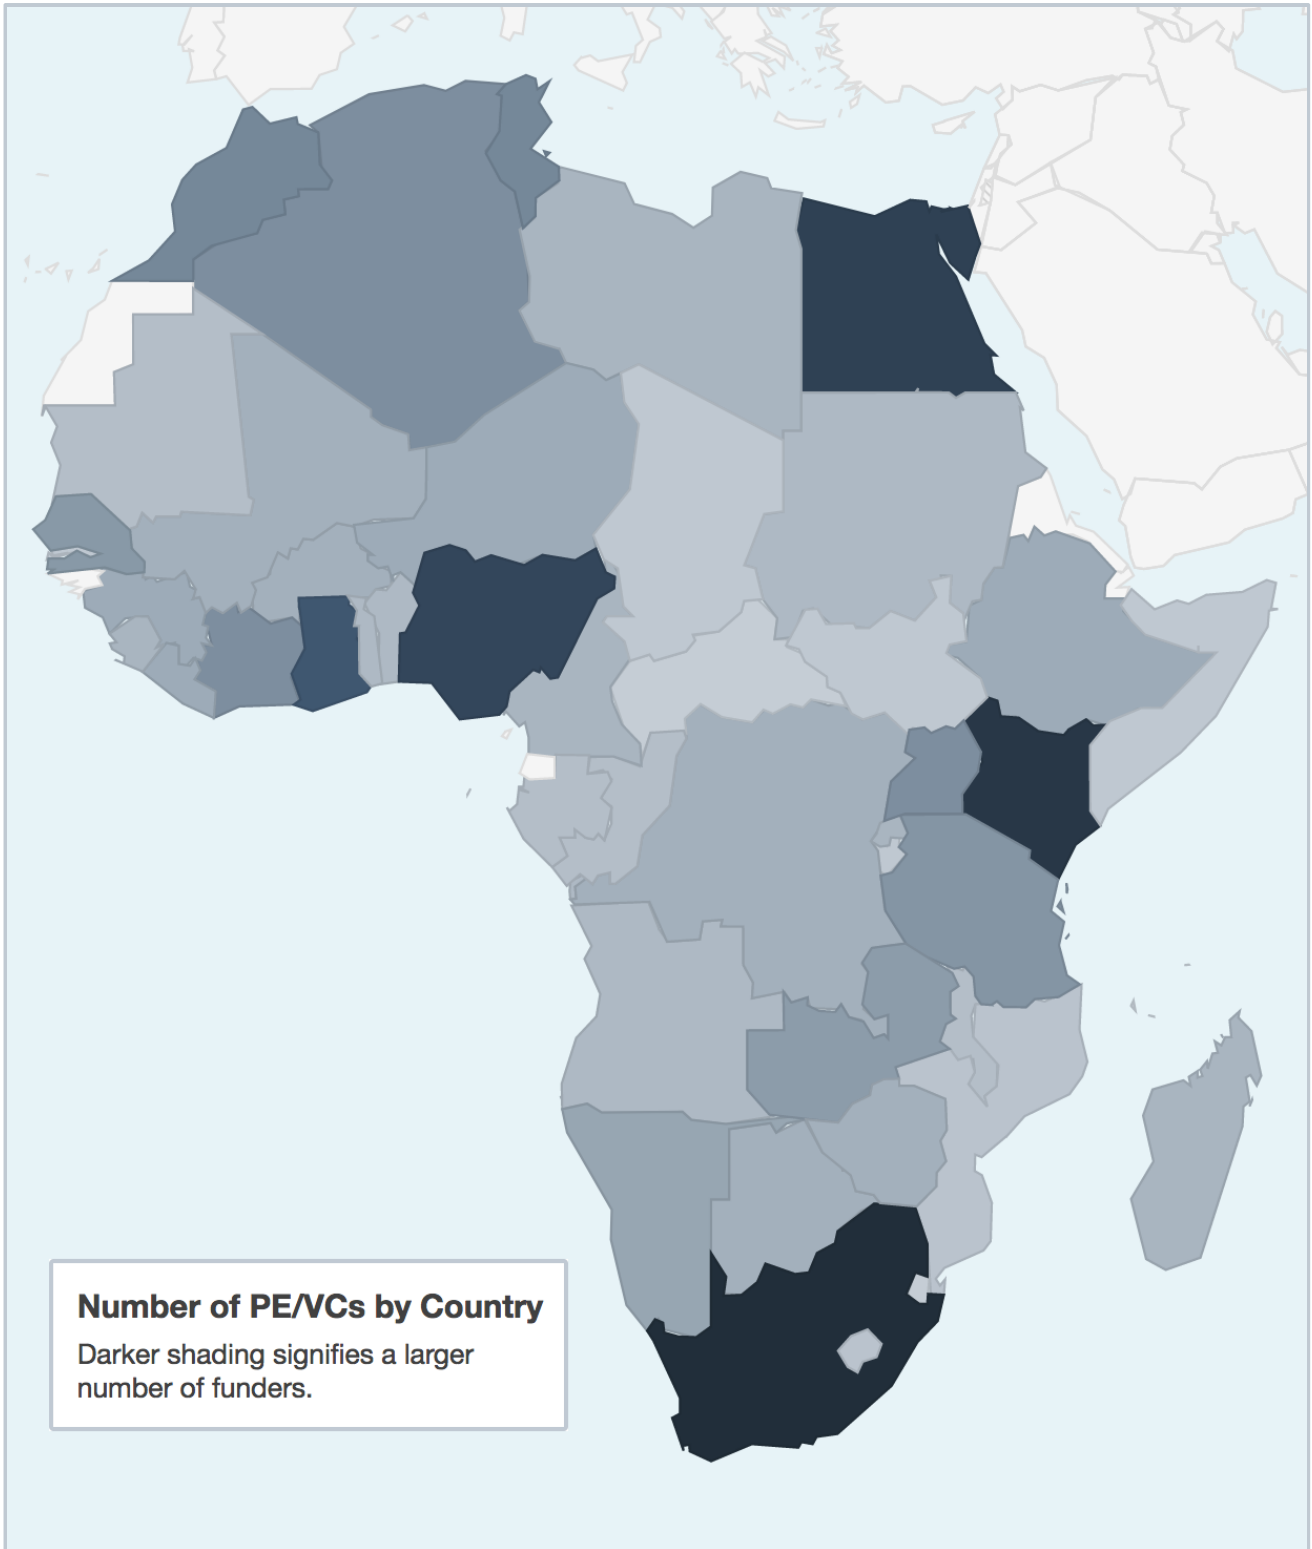 Number of PE/VCs by Country
Darker shading signifies a larger
number of funders.